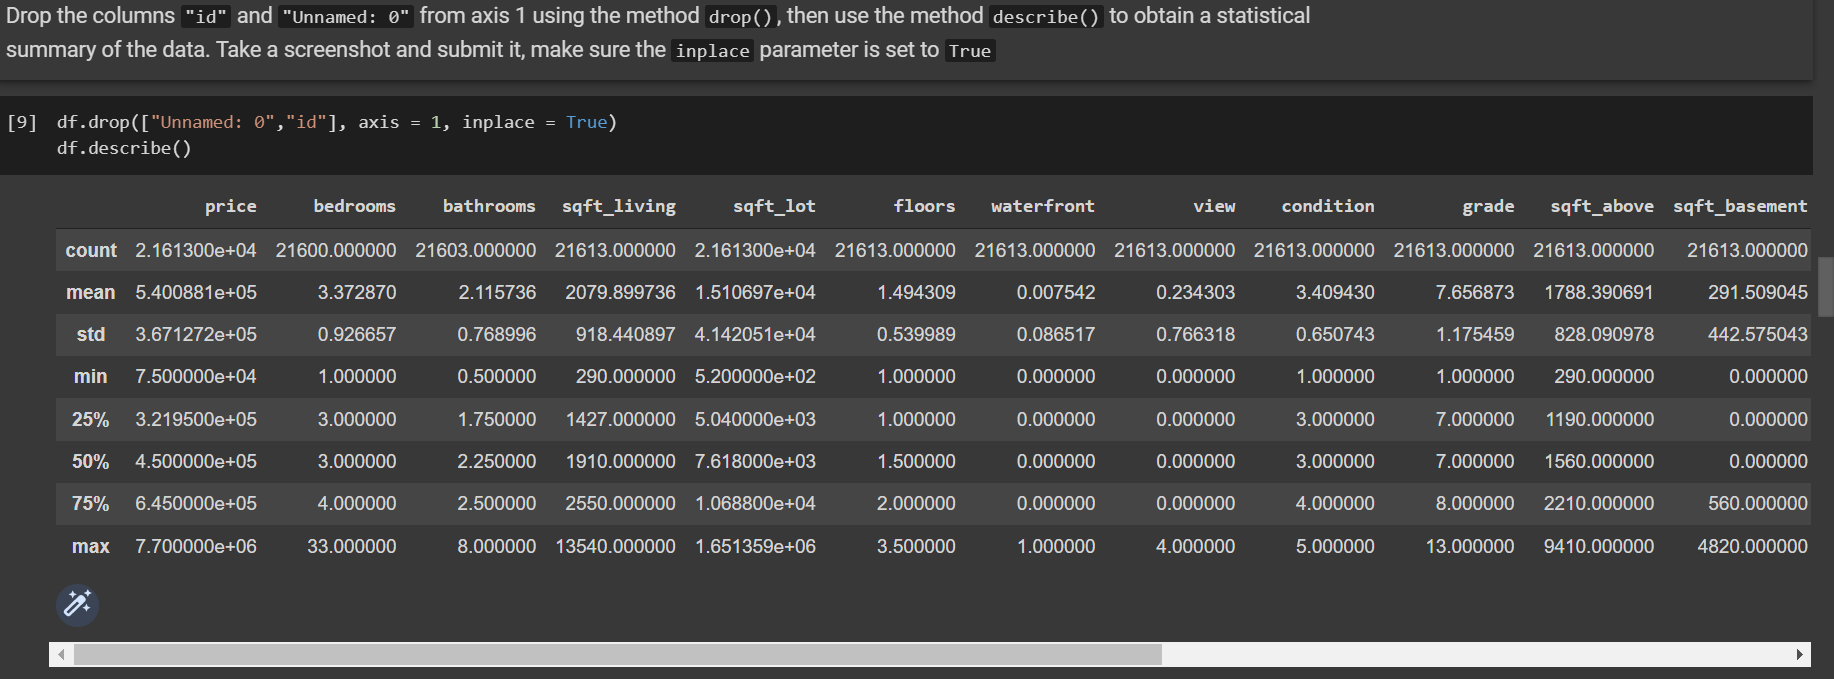 Drop the columns "id" and "Unnamed: 0" from axis 1 using the method drop(), then use the method describe() to obtain a statistical
summary of the data. Take a screenshot and submit it, make sure the inplace parameter is set to True
[9] df.drop(["Unnamed: 0","id"], axis = 1, inplace = True)
df.describe()
price bedrooms bathrooms sqft_living sqft_lot floors waterfront view condition grade sqft_above sqft_basement
count 2.161300e+04 21600.000000 21603.000000 21613.000000 2.161300e+04 21613.000000 21613.000000 21613.000000 21613.000000 21613.000000 21613.000000 21613.000000
mean 5.400881e+05 3.372870 2.115736 2079.899736 1.510697e+04 1.494309 0.007542 0.234303 3.409430 7.656873 1788.390691 291.509045
std 3.671272e+05 0.926657 0.768996 918.440897 4.142051e+04 0.539989 0.086517 0.766318 0.650743 1.175459 828.090978 442.575043
min 7.500000e+04 1.000000 0.500000 290.000000 5.200000e+02 1.000000 0.000000 0.000000 1.000000 1.000000 290.000000 0.000000
25% 3.219500e+05 3.000000 1.750000 1427.000000 5.040000e+03 1.000000 0.000000 0.000000 3.000000 7.000000 1190.000000 0.000000
50% 4.500000e+05 3.000000 2.250000 1910.000000 7.618000e+03 1.500000 0.000000 0.000000 3.000000 7.000000 1560.000000 0.000000
75% 6.450000e+05 4.000000 2.500000 2550.000000 1.068800e+04 2.000000 0.000000 0.000000 4.000000 8.000000 2210.000000 560.000000
max 7.700000e+06 33.000000 8.000000 13540.000000 1.651359e+06 3.500000 1.000000 4.000000 5.000000 13.000000 9410.000000 4820.000000